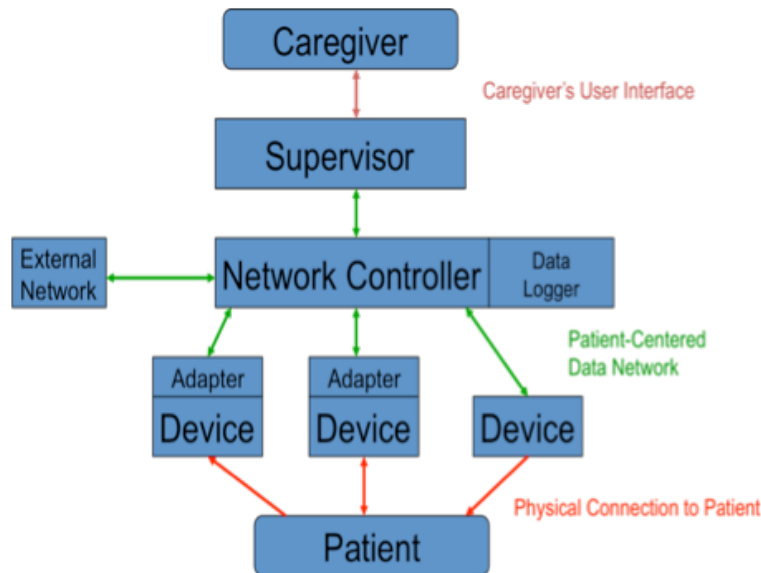 Caregiver
Caregiver's User Interface
Supervisor
External
Network
Network Controller
Data
Logger
Patient-Centered
Data Network
Adapter
Device
Adapter
Device
Device
Physical Connection to Patient
Patient